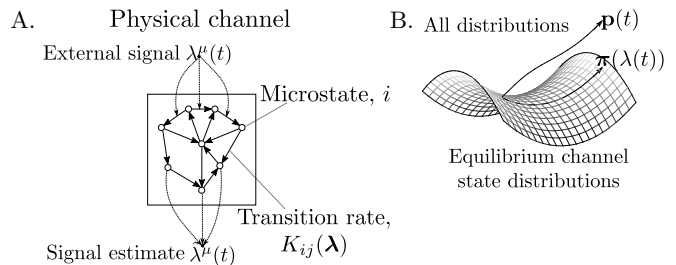 A.
Physical channel
External signal λ^μ(t)
Microstate, i
Transition rate,
K_ij(λ)
Signal estimate λ̂^μ(t)
B.
All distributions
p(t)
π(λ(t))
Equilibrium channel
state distributions